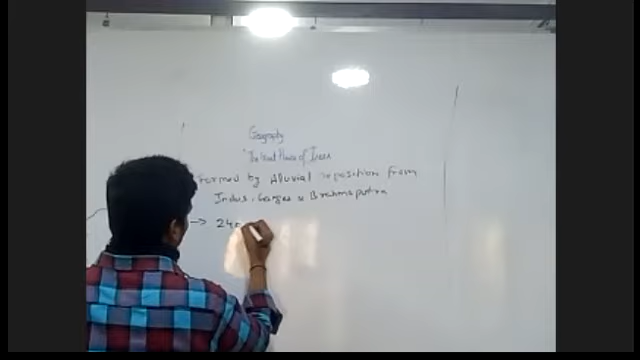 Geography
The Great Plains of India
Formed by Alluvial Deposition from
Indus, Ganges & Brahmaputra
→ 24